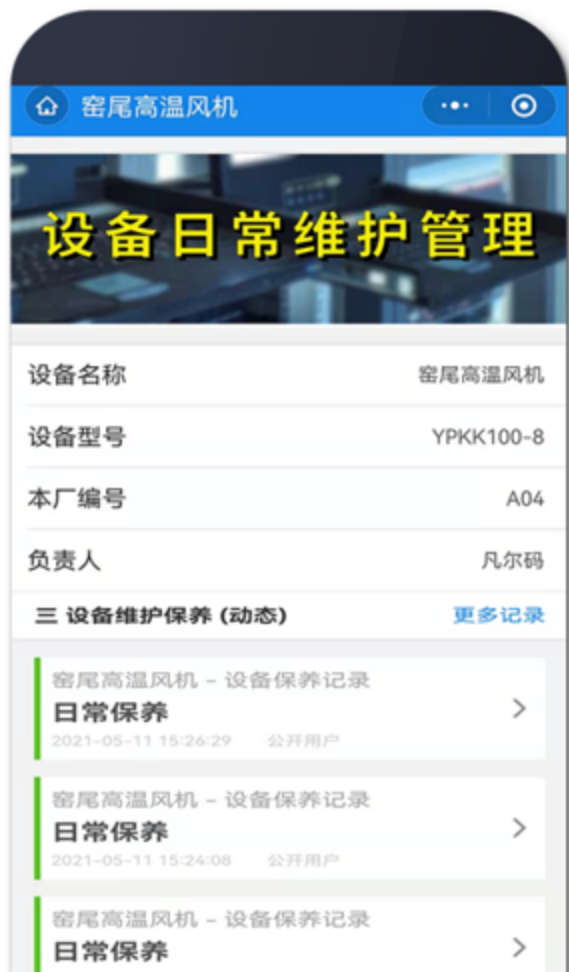 窑尾高温风机
设备日常维护管理
设备名称 窑尾高温风机
设备型号 YPKK100-8
本厂编号 A04
负责人 凡尔码
三 设备维护保养 (动态) 更多记录
窑尾高温风机 - 设备保养记录
日常保养
2021-05-11 15:26:29 公开用户
窑尾高温风机 - 设备保养记录
日常保养
2021-05-11 15:24:08 公开用户
窑尾高温风机 - 设备保养记录
日常保养